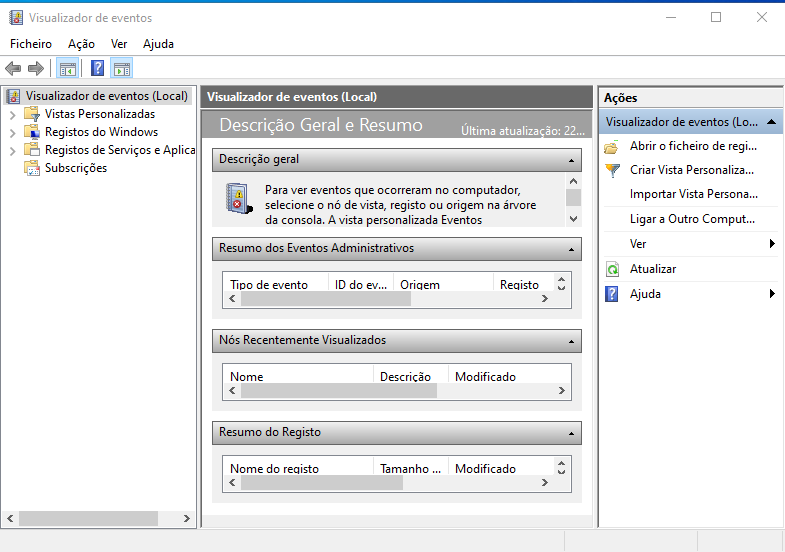 Visualizador de eventos
Ficheiro Ação Ver Ajuda
Visualizador de eventos (Local)
Vistas Personalizadas
Registos do Windows
Registos de Serviços e Aplica
Subscrições
Visualizador de eventos (Local)
Descrição Geral e Resumo Última atualização: 22...
Descrição geral
Para ver eventos que ocorreram no computador,
selecione o nó de vista, registo ou origem na árvore
da consola. A vista personalizada Eventos
Resumo dos Eventos Administrativos
Tipo de evento ID do ev... Origem Registo
Nós Recentemente Visualizados
Nome Descrição Modificado
Resumo do Registo
Nome do registo Tamanho ... Modificado
Ações
Visualizador de eventos (Lo...
Abrir o ficheiro de regi...
Criar Vista Personaliza...
Importar Vista Persona...
Ligar a Outro Comput...
Ver
Atualizar
Ajuda